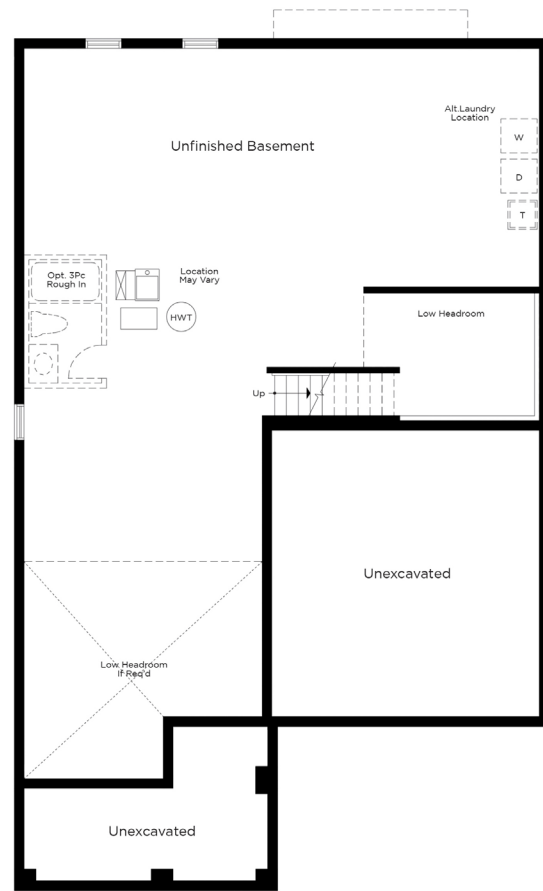 Alt.Laundry
Location
W
Unfinished Basement
D
T
Opt. 3Pc
Rough In
Location
May Vary
HWT
Low Headroom
Up
Unexcavated
Low Headroom
If Req'd
Unexcavated